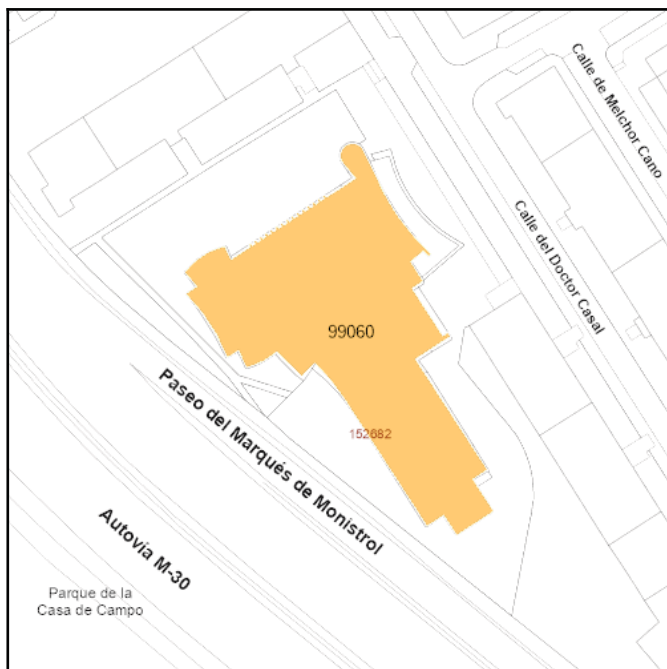 Calle de Melchor Cano
Calle del Doctor Casal
99060
152682
Paseo del Marqués de Monistrol
Autovía M-30
Parque de la
Casa de Campo